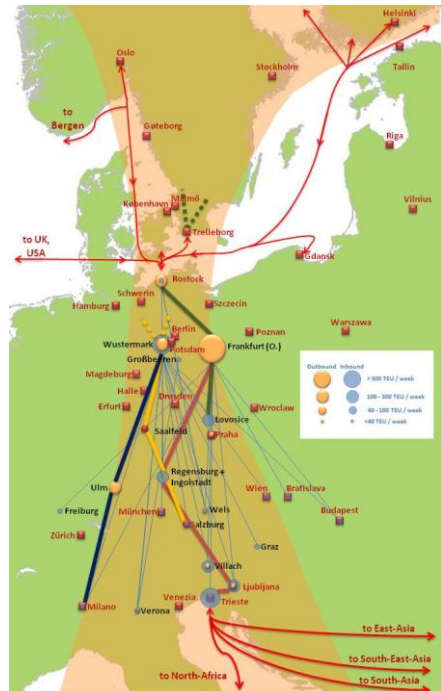 Helsinki
Oslo
Stockholm
Tallin
to
Bergen
Gøteborg
Riga
Malmö
København
Vilnius
Trelleborg
to UK,
USA
Gdansk
Rostock
Schwerin
Hamburg
Szczecin
Berlin
Wustermark
Potsdam
Großbeeren
Poznan
Frankfurt (O.)
Warszawa
Magdeburg
Halle
Erfurt
Dresden
Wroclaw
Lovosice
Praha
Saalfeld
Outbound
Inbound
> 300 TEU / week
100 - 300 TEU / week
40 - 100 TEU / week
<40 TEU / week
Regensburg +
Ingolstadt
Ulm
Wien
Bratislava
Freiburg
München
Wels
Budapest
Salzburg
Zürich
Graz
Villach
Ljubljana
Milano
Verona
Venezia
Trieste
to East-Asia
to South-East-Asia
to North-Africa
to South-Asia